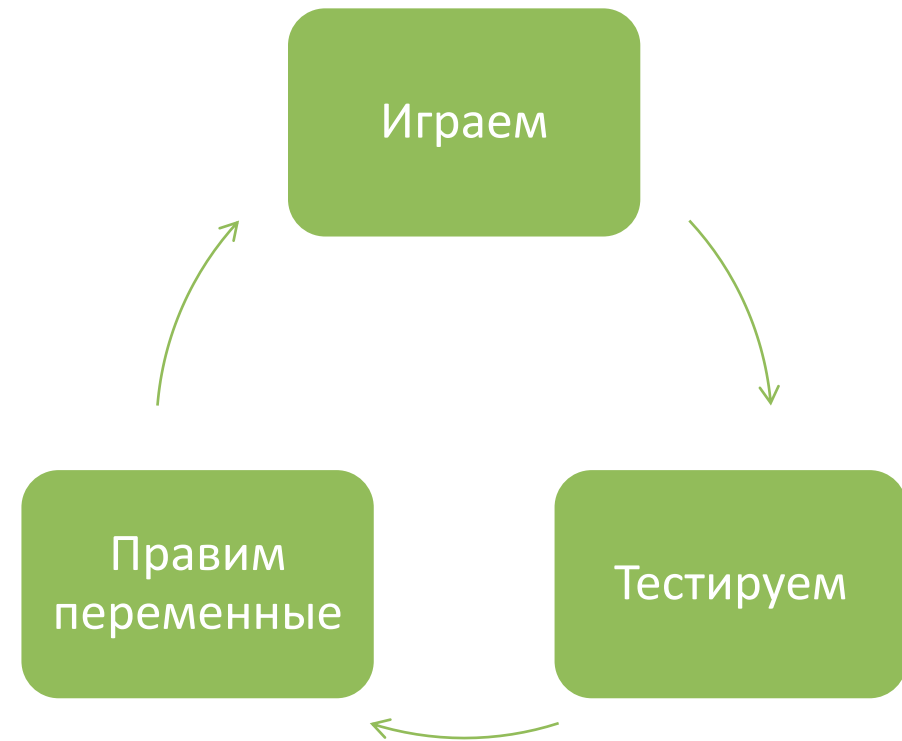 Играем
Правим
переменные
Тестируем